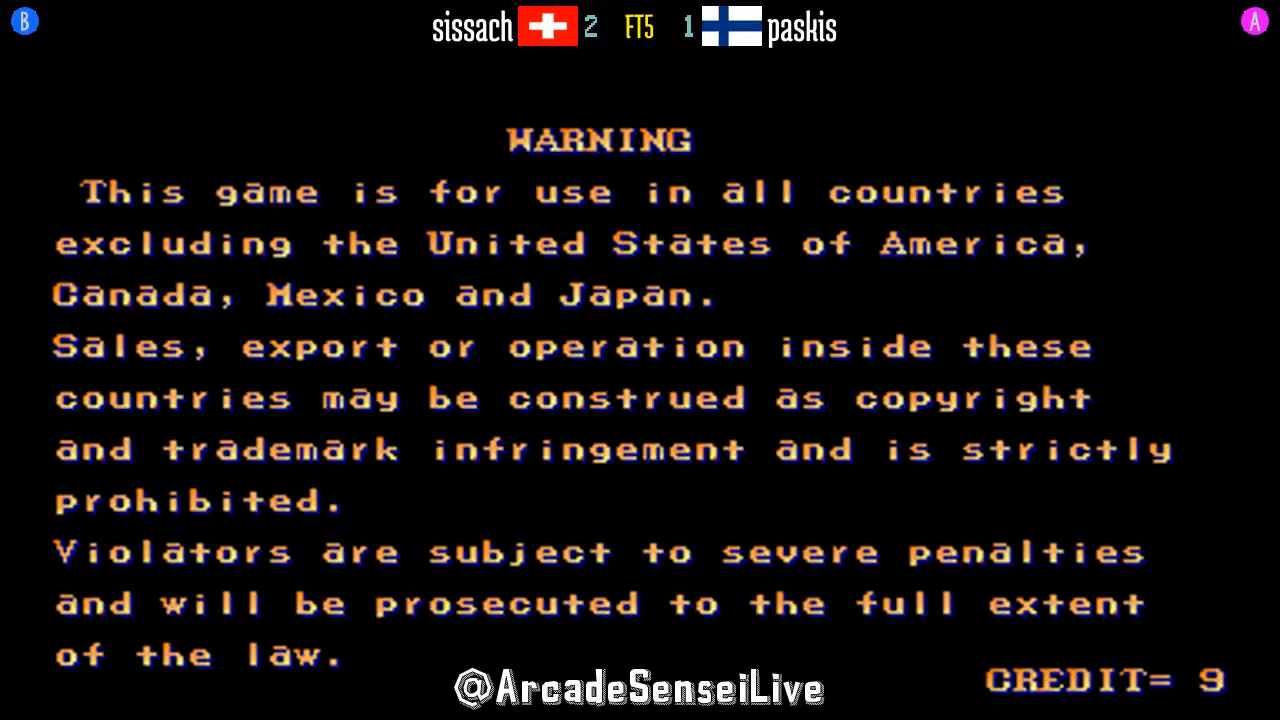 B sissach 2 FT5 1 paskis A
WARNING
This game is for use in all countries
excluding the United States of America,
Canada, Mexico and Japan.
Sales, export or operation inside these
countries may be construed as copyright
and trademark infringement and is strictly
prohibited.
Violators are subject to severe penalties
and will be prosecuted to the full extent
of the law.
@ArcadeSenseiLive
CREDIT= 9